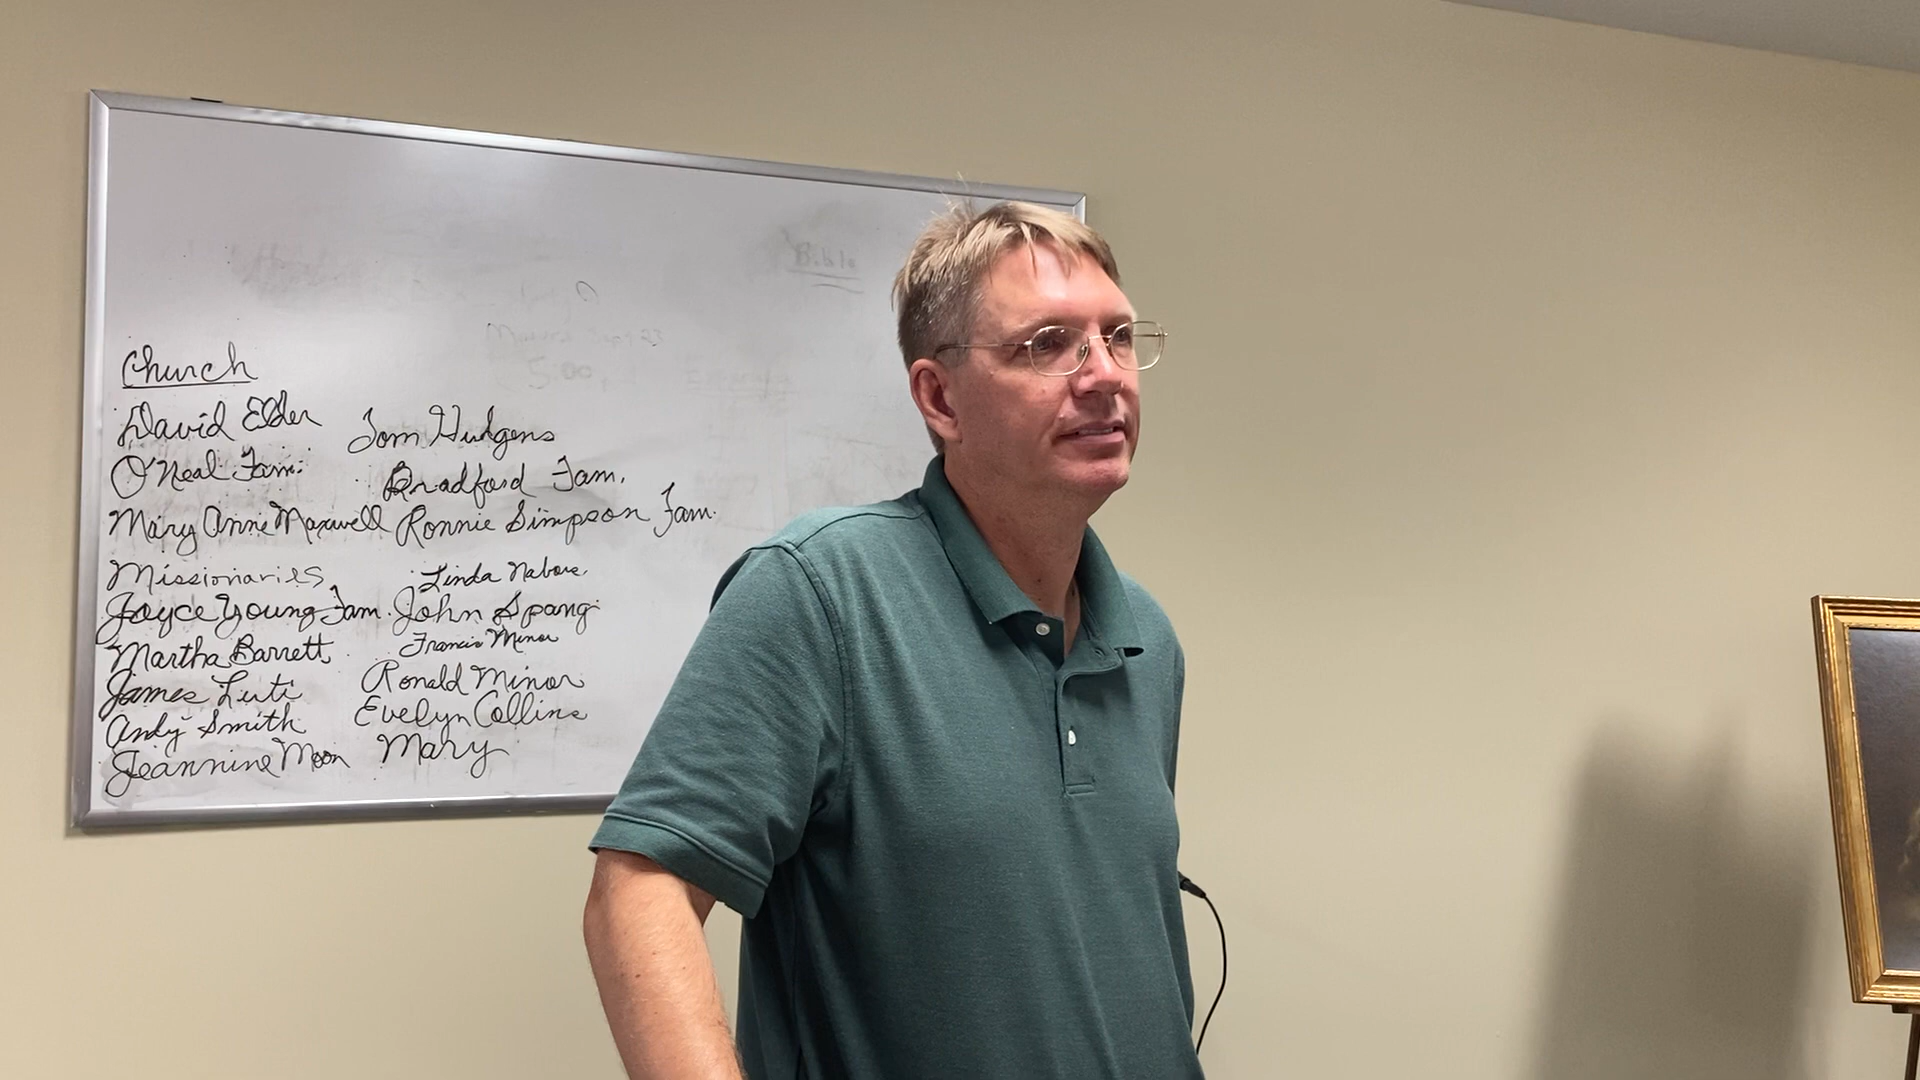 Bible
5:00
Church
David Elder Tom Hudgens
O'Neal Fam. Bradford Fam.
Mary Anne Maxwell Ronnie Simpson Fam.
Missionaries Linda Nabors
Joyce Young Fam. John Spang
Martha Barrett Francis Minor
James Luti Ronald Minor
Andy Smith Evelyn Collins
Jeannine Moon Mary